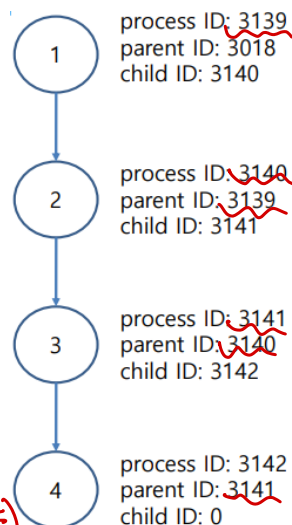 1
process ID: 3139
parent ID: 3018
child ID: 3140
2
process ID: 3140
parent ID: 3139
child ID: 3141
3
process ID: 3141
parent ID: 3140
child ID: 3142
4
process ID: 3142
parent ID: 3141
child ID: 0